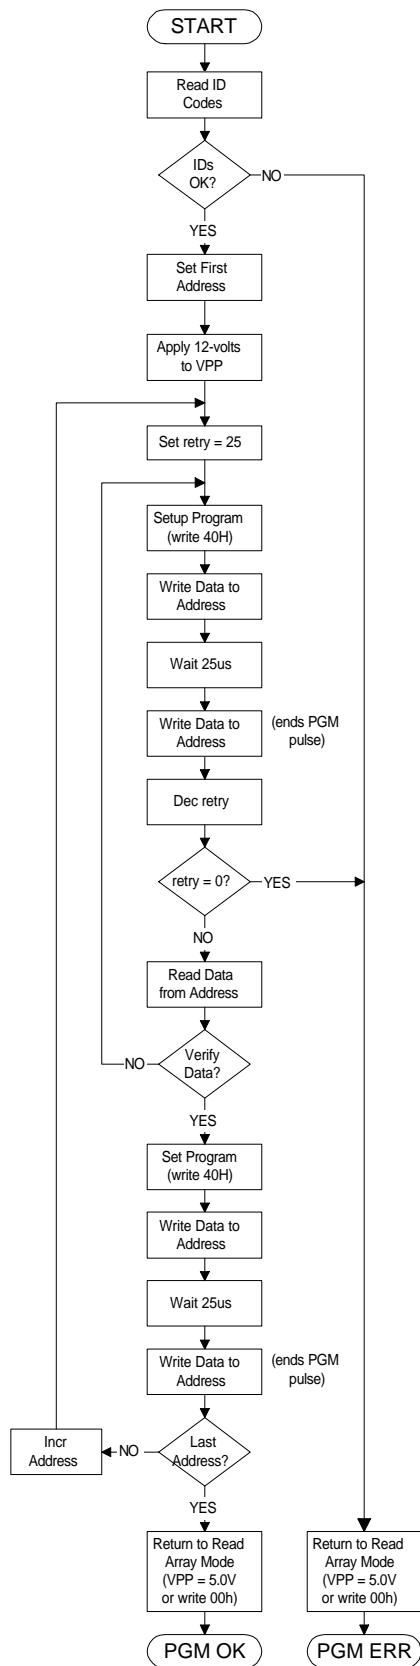 START
Read ID
Codes
IDs
OK?
NO
YES
Set First
Address
Apply 12-volts
to VPP
Set retry = 25
Setup Program
(write 40H)
Write Data to
Address
Wait 25us
Write Data to
Address
(ends PGM
pulse)
Dec retry
retry = 0?
YES
NO
Read Data
from Address
Verify
Data?
NO
YES
Set Program
(write 40H)
Write Data to
Address
Wait 25us
Write Data to
Address
(ends PGM
pulse)
Last
Address?
NO
Incr
Address
YES
Return to Read
Array Mode
(VPP = 5.0V
or write 00h)
Return to Read
Array Mode
(VPP = 5.0V
or write 00h)
PGM OK
PGM ERR